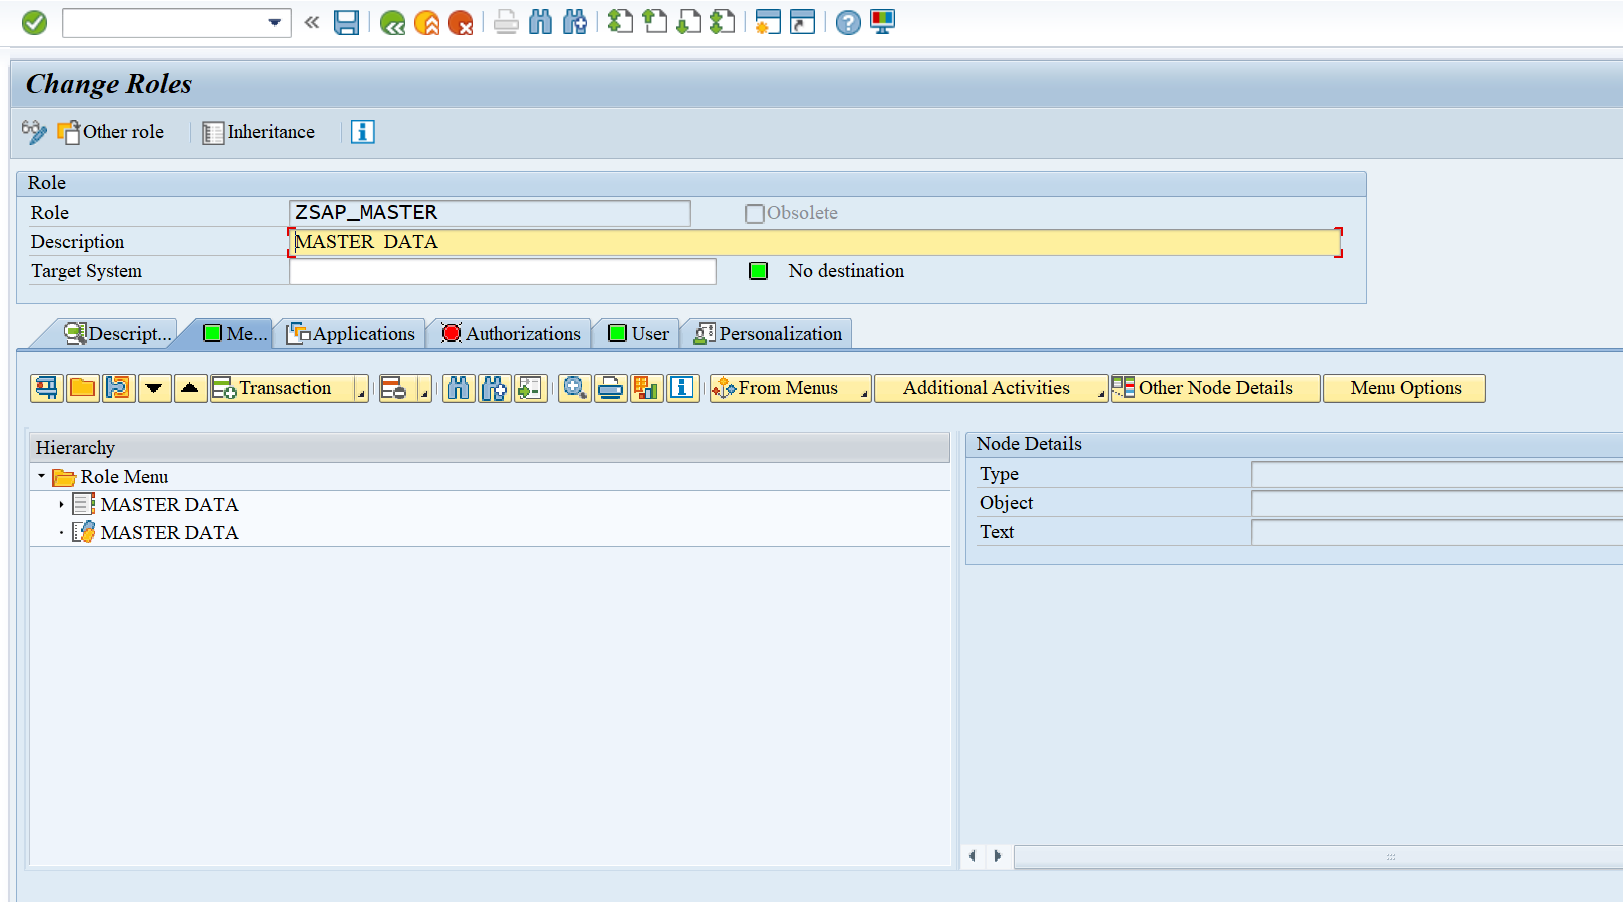 Change Roles
Other role Inheritance
Role
Role ZSAP_MASTER Obsolete
Description MASTER DATA
Target System No destination
Descript... Me... Applications Authorizations User Personalization
Transaction From Menus Additional Activities Other Node Details Menu Options
Hierarchy
Role Menu
MASTER DATA
MASTER DATA
Node Details
Type
Object
Text